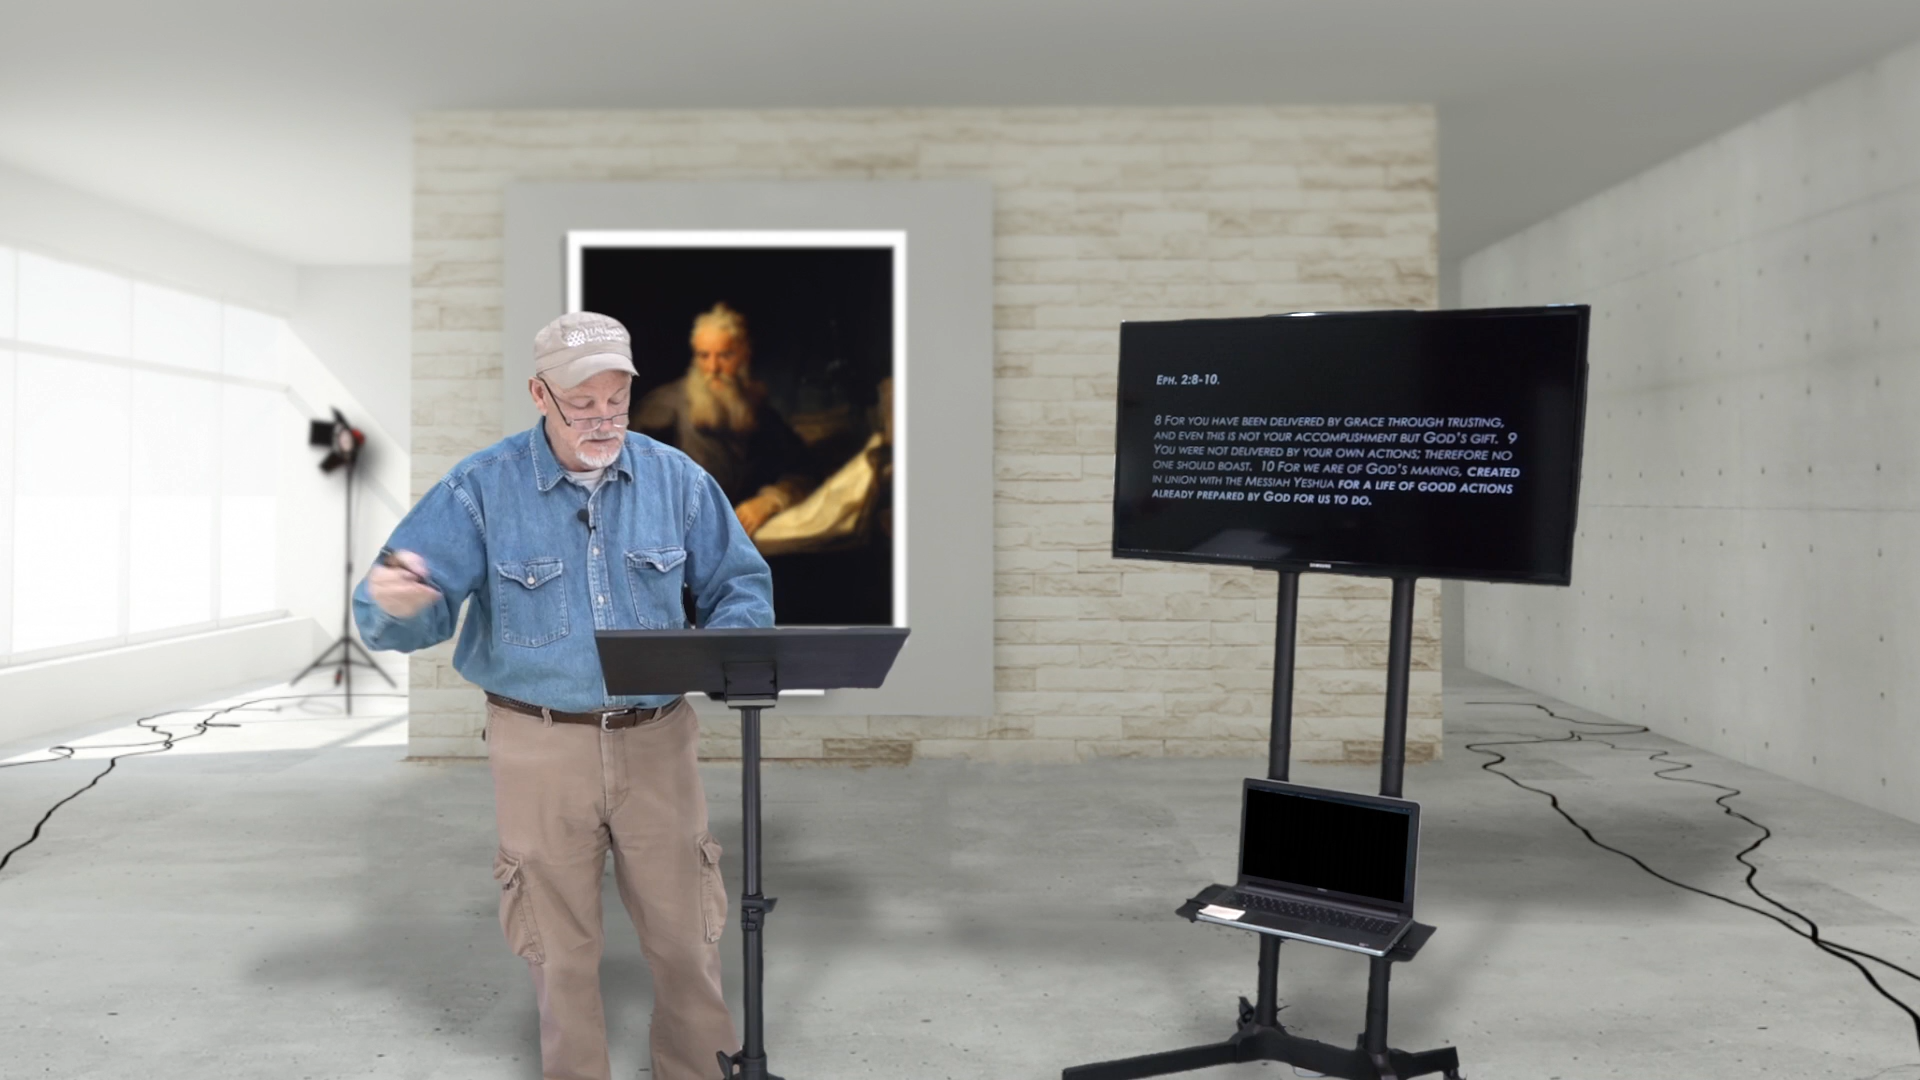 Eph. 2:8-10.
8 For you have been delivered by grace through trusting,
and even this is not your accomplishment but God's gift. 9
You were not delivered by your own actions; therefore no
one should boast. 10 For we are of God's making, created
in union with the Messiah Yeshua for a life of good actions
already prepared by God for us to do.
SAMSUNG